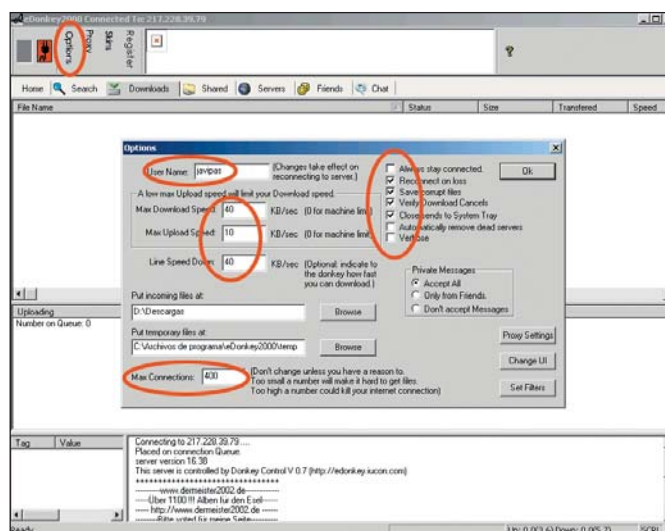 eDonkey2000 Connected To: 217.228.39.79
Options
Proxy
Skins
Register
?
Home Search Downloads Shared Servers Friends Chat
File Name Status Size Transfered Speed
Options
User Name: javipas (Changes take effect on reconnecting to server.)
A low max Upload speed will limit your Download speed.
Max Download Speed: 40 KB/sec (0 for machine limit)
Max Upload Speed: 10 KB/sec (0 for machine limit)
Line Speed Down: 40 KB/sec (Optional: indicate to the donkey how fast you can download.)
Put incoming files at:
D:\Descargas Browse
Put temporary files at:
C:\Archivos de programa\eDonkey2000\temp Browse
Max Connections: 400 (Don't change unless you have a reason to.
Too small a number will make it hard to get files.
Too high a number could kill your internet connection)
Always stay connected.
Reconnect on loss
Save corrupt files
Verify Download Cancels
Close sends to System Tray
Automatically remove dead servers
Verbose
Ok
Private Messages
Accept All
Only from Friends.
Don't accept Messages
Proxy Settings
Change UI
Set Filters
Uploading
Number on Queue: 0
Tag Value
Connecting to 217.228.39.79....
Placed on connection Queue.
server version 16.38
This server is controlled by Donkey Control V 0.7 (http://edonkey.iucon.com)
www.dermeister2002.de
Über 1100 !!! Alben für den Esel
http://www.dermeister2002.de
Bitte voted für meine Seite
Ready